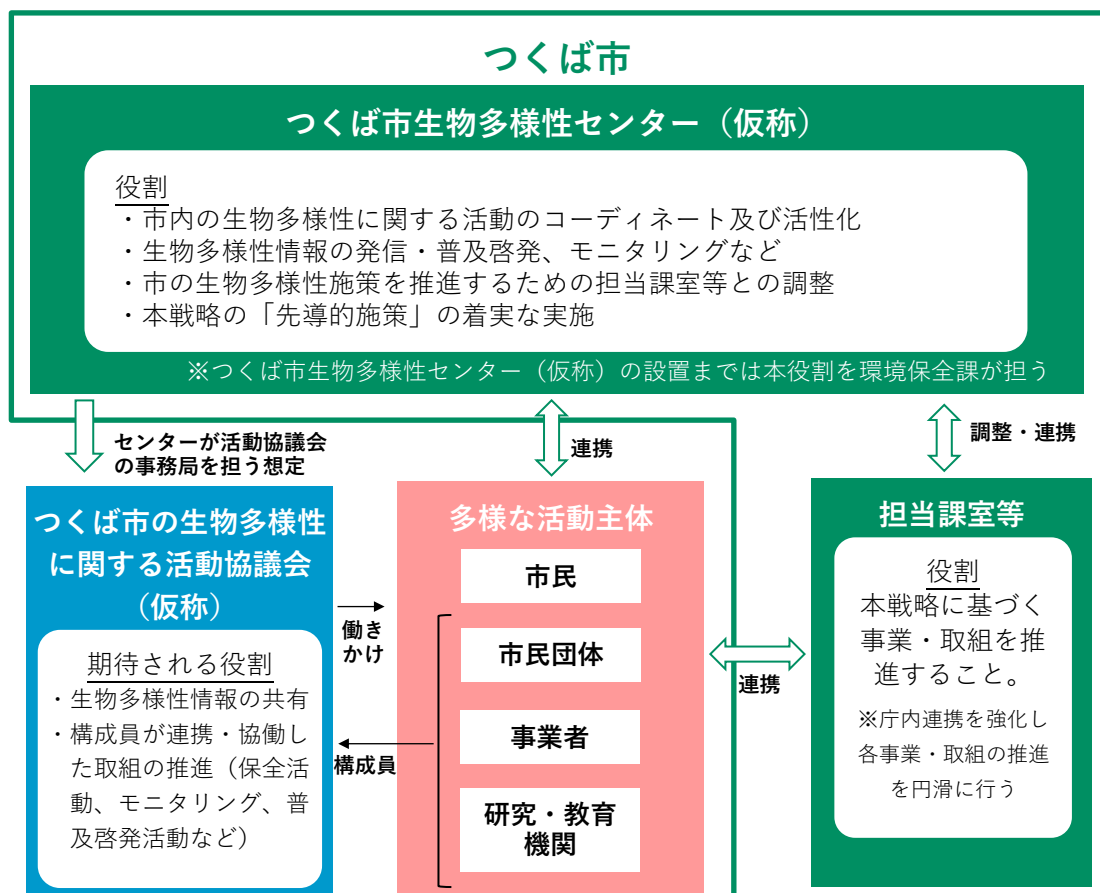 つくば市
つくば市生物多様性センター（仮称）
役割
・市内の生物多様性に関する活動のコーディネート及び活性化
・生物多様性情報の発信・普及啓発、モニタリングなど
・市の生物多様性施策を推進するための担当課室等との調整
・本戦略の「先導的施策」の着実な実施
※つくば市生物多様性センター（仮称）の設置までは本役割を環境保全課が担う
センターが活動協議会
の事務局を担う想定
連携
調整・連携
つくば市の生物多様性
に関する活動協議会
（仮称）
期待される役割
・生物多様性情報の共有
・構成員が連携・協働し
た取組の推進（保全活
動、モニタリング、普
及啓発活動など）
働き
かけ
構成員
多様な活動主体
市民
市民団体
事業者
研究・教育
機関
連携
担当課室等
役割
本戦略に基づく
事業・取組を推
進すること。
※庁内連携を強化し
各事業・取組の推進
を円滑に行う